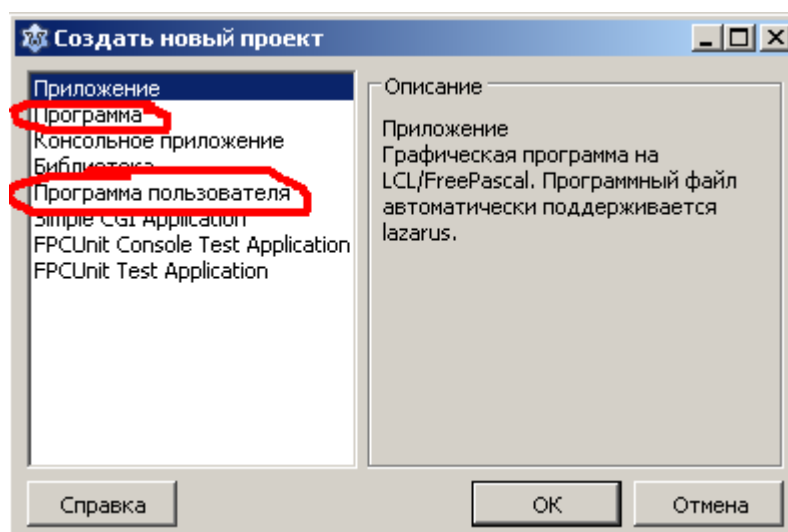 Создать новый проект
Приложение
Программа
Консольное приложение
Библиотека
Программа пользователя
Simple CGI Application
FPCUnit Console Test Application
FPCUnit Test Application
Описание
Приложение
Графическая программа на
LCL/FreePascal. Программный файл
автоматически поддерживается
lazarus.
Справка
OK
Отмена